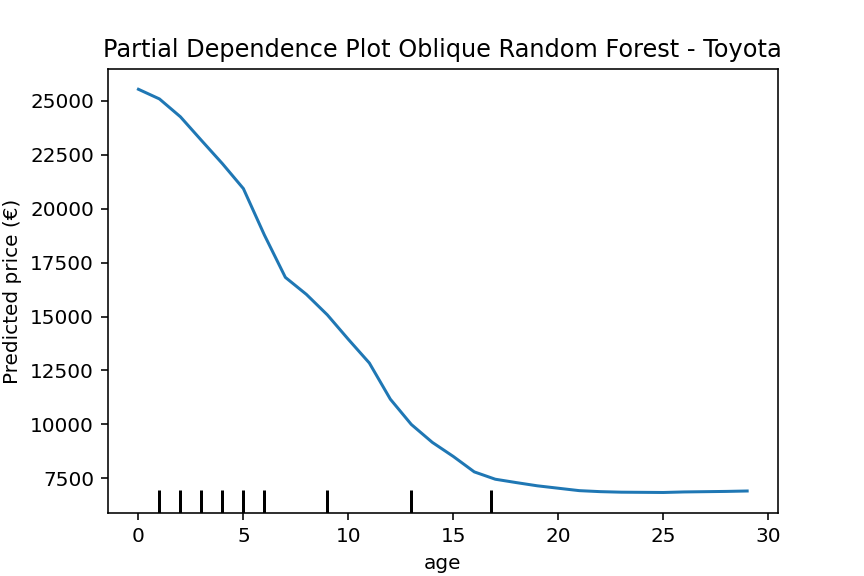 Partial Dependence Plot Oblique Random Forest - Toyota
Predicted price (€)
25000
22500
20000
17500
15000
12500
10000
7500
0 5 10 15 20 25 30
age